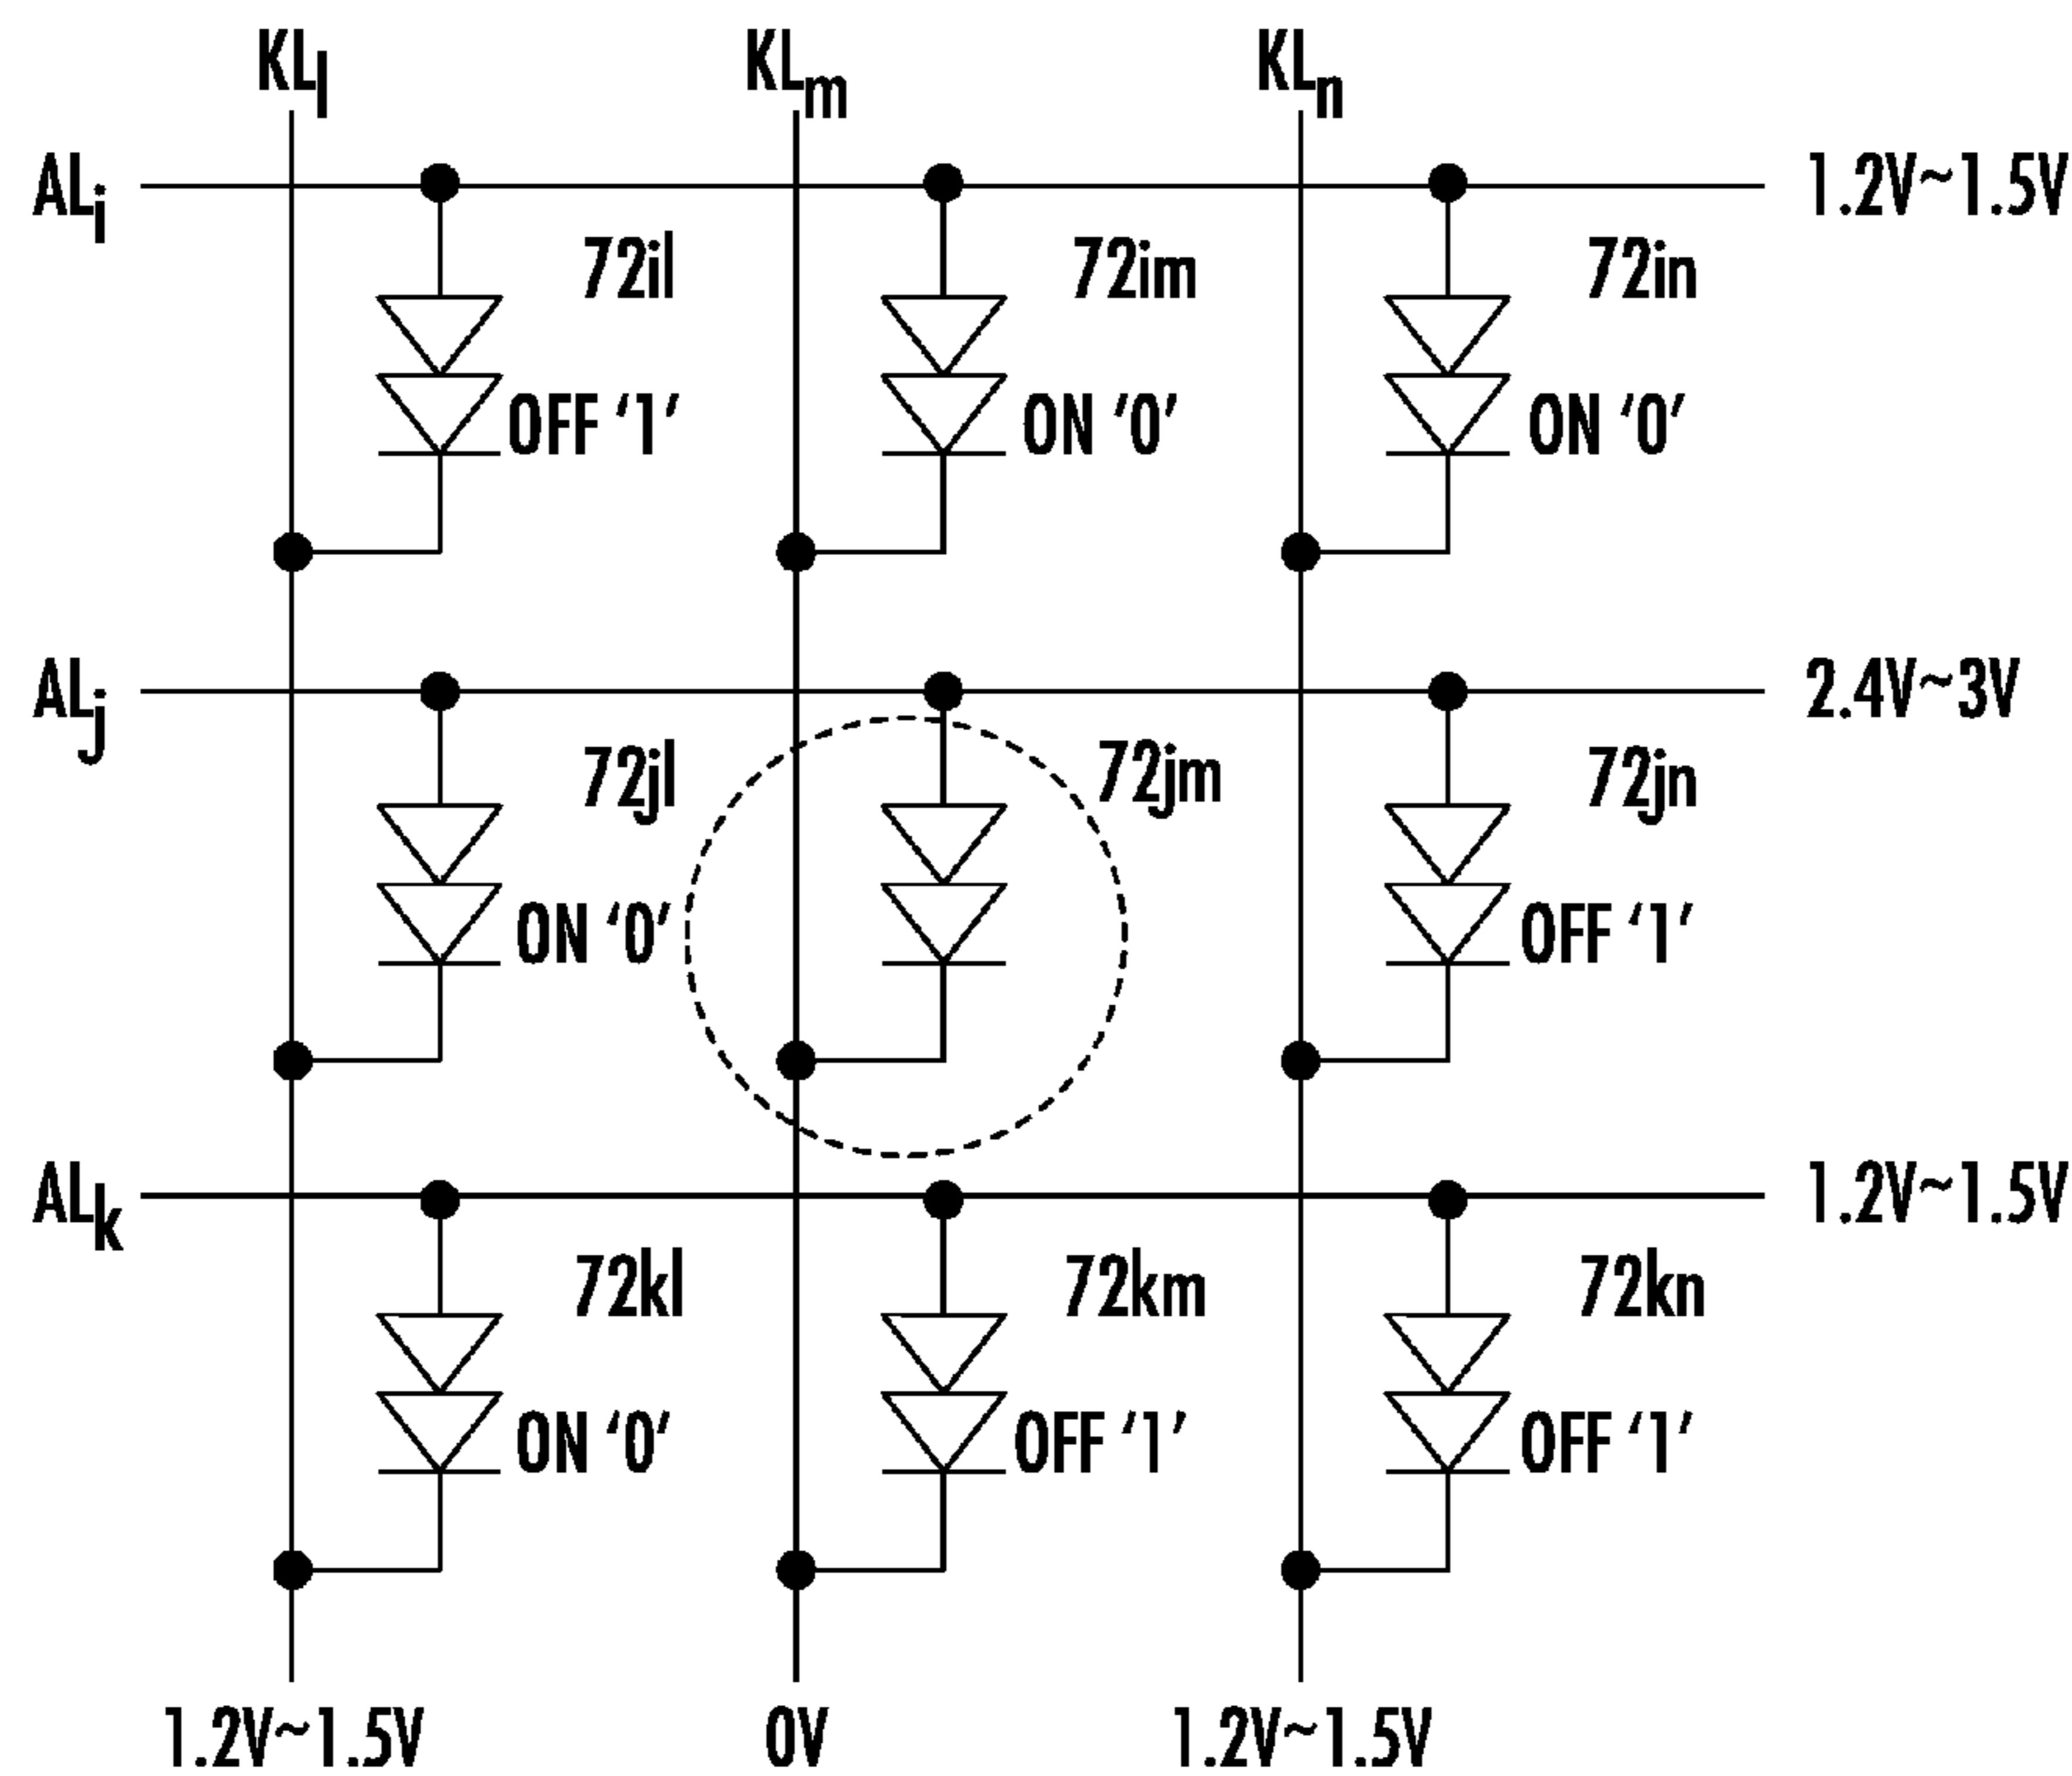 KLl KLm KLn
ALi 1.2V~1.5V
72il 72im 72in
OFF '1' ON '0' ON '0'
ALj 2.4V~3V
72jl 72jm 72jn
ON '0' OFF '1'
ALk 1.2V~1.5V
72kl 72km 72kn
ON '0' OFF '1' OFF '1'
1.2V~1.5V 0V 1.2V~1.5V